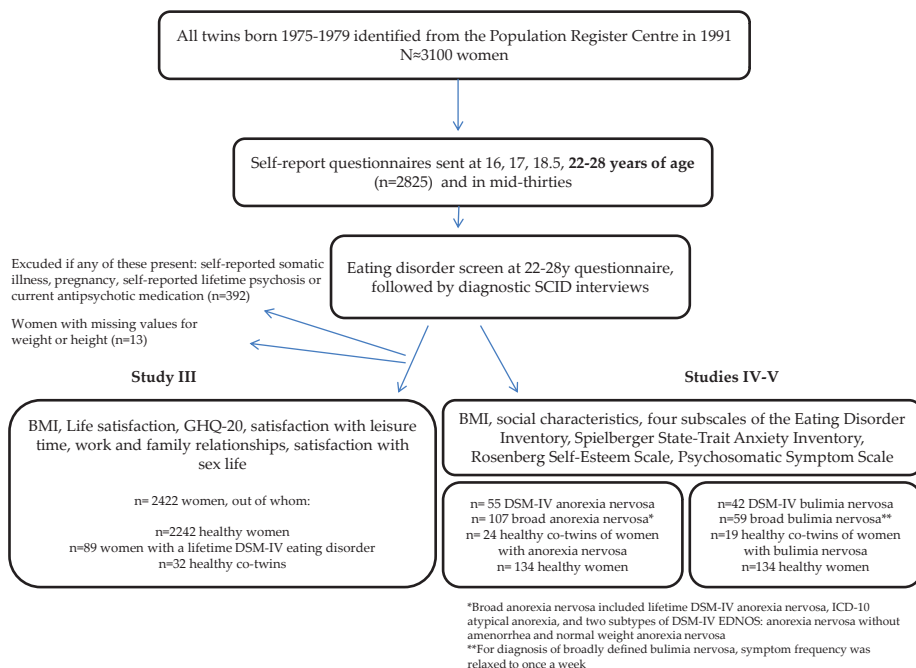 All twins born 1975-1979 identified from the Population Register Centre in 1991
N≈3100 women
Self-report questionnaires sent at 16, 17, 18.5, 22-28 years of age
(n=2825) and in mid-thirties
Excuded if any of these present: self-reported somatic
illness, pregnancy, self-reported lifetime psychosis or
current antipsychotic medication (n=392)
Women with missing values for
weight or height (n=13)
Eating disorder screen at 22-28y questionnaire,
followed by diagnostic SCID interviews
Study III
BMI, Life satisfaction, GHQ-20, satisfaction with leisure
time, work and family relationships, satisfaction with
sex life
n= 2422 women, out of whom:
n=2242 healthy women
n=89 women with a lifetime DSM-IV eating disorder
n=32 healthy co-twins
Studies IV-V
BMI, social characteristics, four subscales of the Eating Disorder
Inventory, Spielberger State-Trait Anxiety Inventory,
Rosenberg Self-Esteem Scale, Psychosomatic Symptom Scale
n= 55 DSM-IV anorexia nervosa
n= 107 broad anorexia nervosa*
n= 24 healthy co-twins of women
with anorexia nervosa
n= 134 healthy women
n=42 DSM-IV bulimia nervosa
n=59 broad bulimia nervosa**
n=19 healthy co-twins of women
with bulimia nervosa
n=134 healthy women
*Broad anorexia nervosa included lifetime DSM-IV anorexia nervosa, ICD-10
atypical anorexia, and two subtypes of DSM-IV EDNOS: anorexia nervosa without
amenorrhea and normal weight anorexia
nervosa
**For diagnosis of broadly defined bulimia nervosa, symptom frequency was
relaxed to once a week